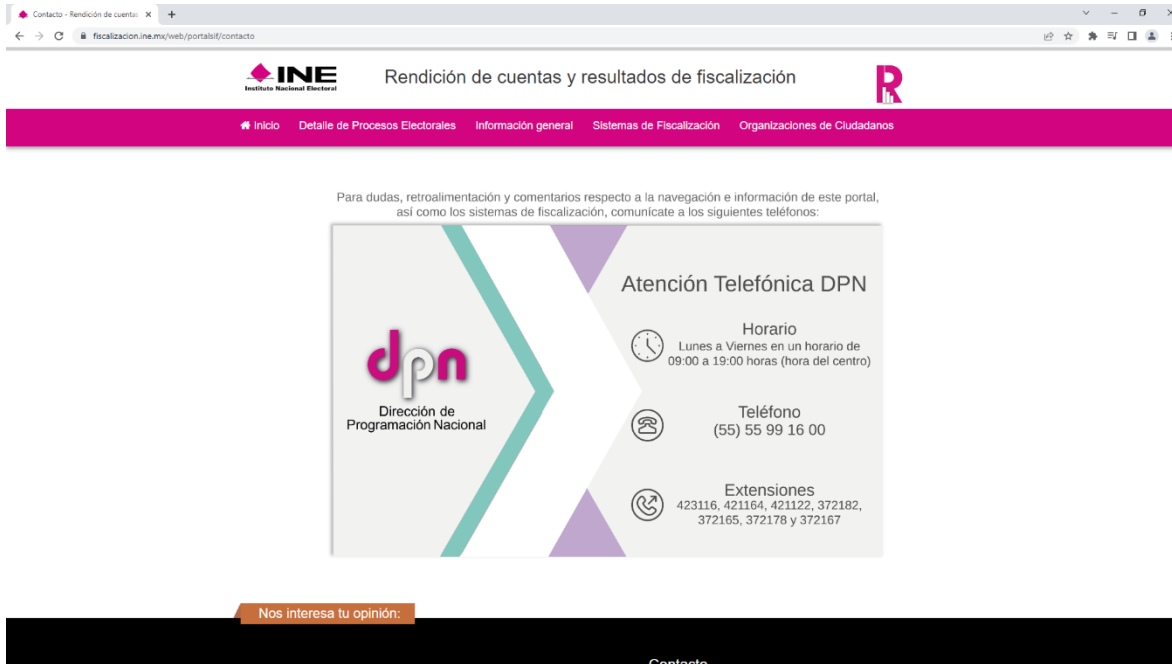 Contacto - Rendición de cuentas
fiscalizacion.ine.mx/web/portalsif/contacto
INE
Instituto Nacional Electoral
Rendición de cuentas y resultados de fiscalización
R
Inicio Detalle de Procesos Electorales Información general Sistemas de Fiscalización Organizaciones de Ciudadanos
Para dudas, retroalimentación y comentarios respecto a la navegación e información de este portal,
así como los sistemas de fiscalización, comunícate a los siguientes teléfonos:
dpn
Dirección de
Programación Nacional
Atención Telefónica DPN
Horario
Lunes a Viernes en un horario de
09:00 a 19:00 horas (hora del centro)
Teléfono
(55) 55 99 16 00
Extensiones
423116, 421164, 421122, 372182,
372165, 372178 y 372167
Nos interesa tu opinión:
Contacto